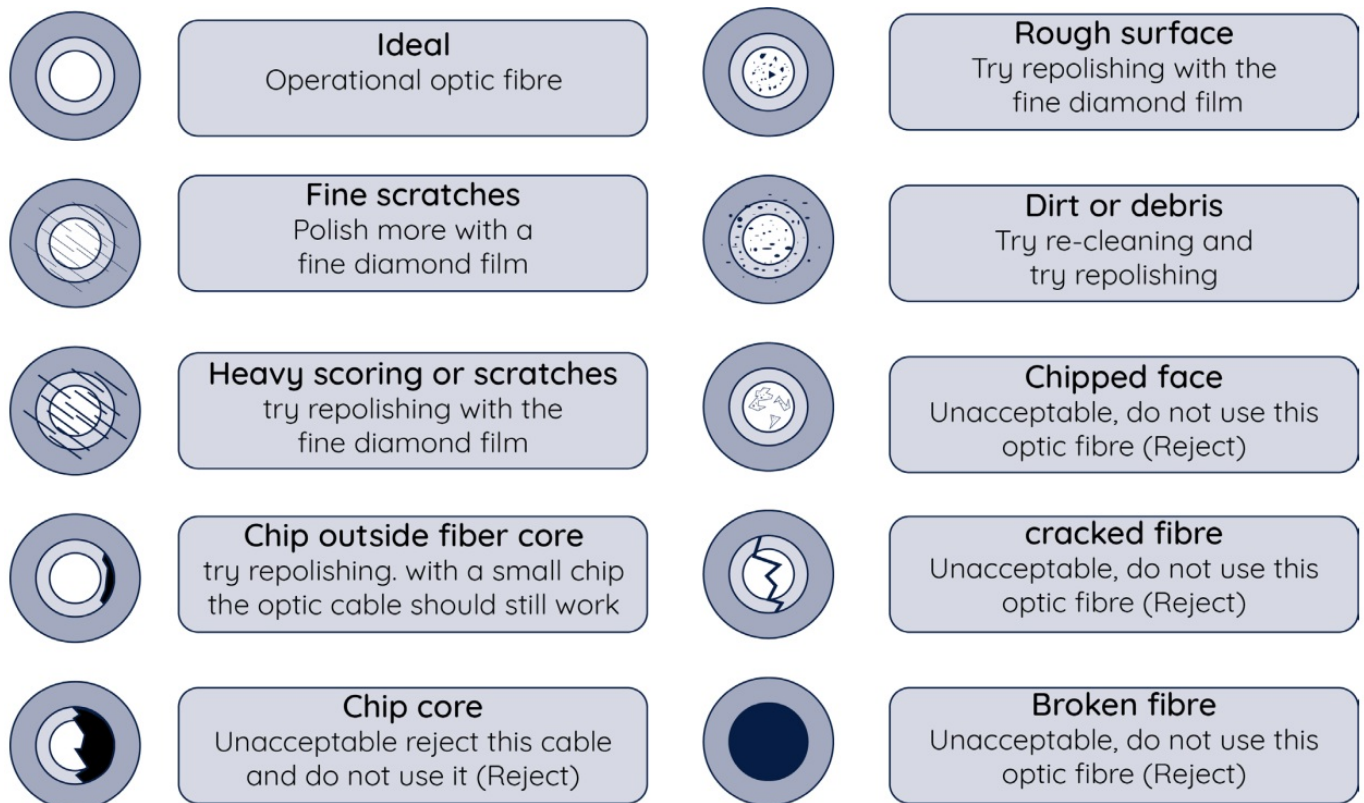 Ideal
Operational optic fibre
Rough surface
Try repolishing with the
fine diamond film
Fine scratches
Polish more with a
fine diamond film
Dirt or debris
Try re-cleaning and
try repolishing
Heavy scoring or scratches
try repolishing with the
fine diamond film
Chipped face
Unacceptable, do not use this
optic fibre (Reject)
Chip outside fiber core
try repolishing. with a small chip
the optic cable should still work
cracked fibre
Unacceptable, do not use this
optic fibre (Reject)
Chip core
Unacceptable reject this cable
and do not use it (Reject)
Broken fibre
Unacceptable, do not use this
optic fibre (Reject)